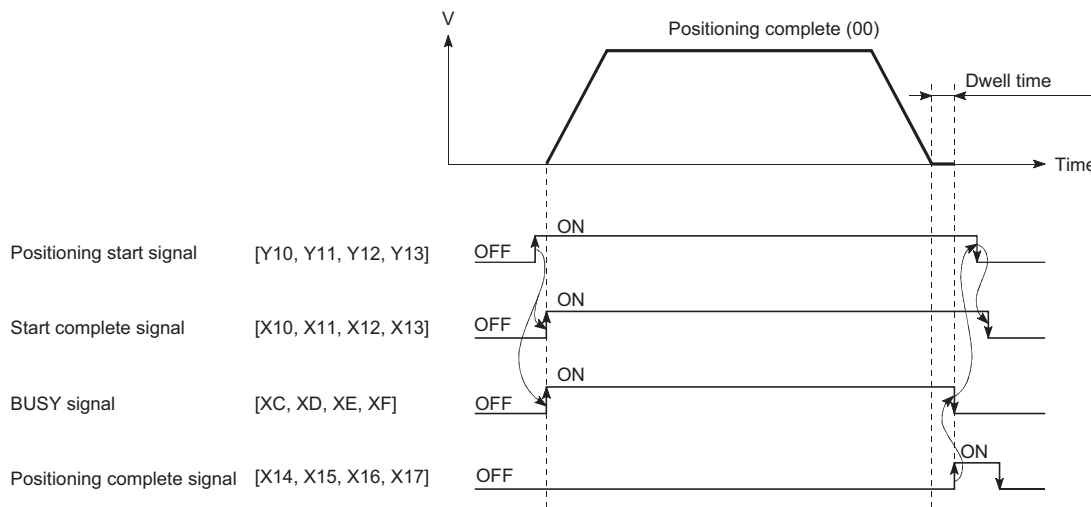 V
Positioning complete (00)
Dwell time
Time
ON
Positioning start signal [Y10, Y11, Y12, Y13] OFF
ON
Start complete signal [X10, X11, X12, X13] OFF
ON
BUSY signal [XC, XD, XE, XF] OFF
ON
Positioning complete signal [X14, X15, X16, X17] OFF